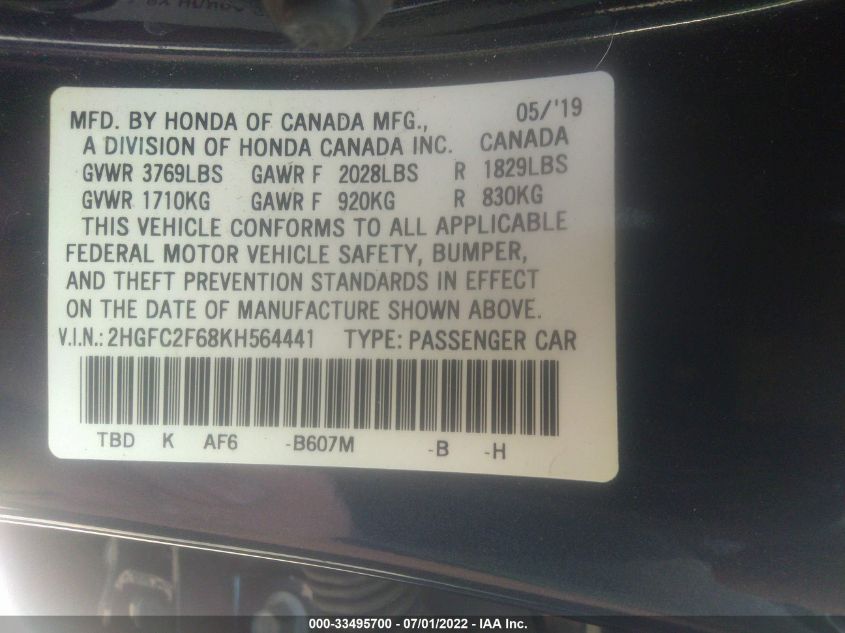 MFD. BY HONDA OF CANADA MFG., 05/'19
A DIVISION OF HONDA CANADA INC. CANADA
GVWR 3769LBS GAWR F 2028LBS R 1829LBS
GVWR 1710KG GAWR F 920KG R 830KG
THIS VEHICLE CONFORMS TO ALL APPLICABLE
FEDERAL MOTOR VEHICLE SAFETY, BUMPER,
AND THEFT PREVENTION STANDARDS IN EFFECT
ON THE DATE OF MANUFACTURE SHOWN ABOVE.
V.I.N.: 2HGFC2F68KH564441 TYPE: PASSENGER CAR
TBD K AF6 -B607M -B -H
000-33495700 - 07/01/2022 - IAA Inc.